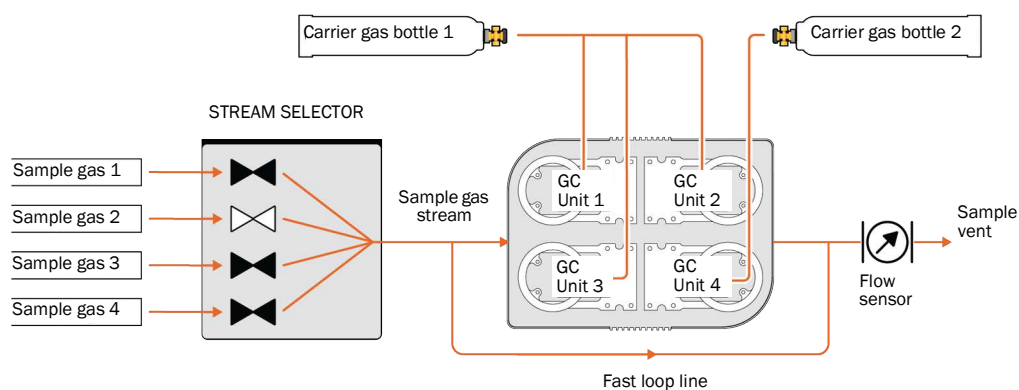 Carrier gas bottle 1
Carrier gas bottle 2
STREAM SELECTOR
Sample gas 1
Sample gas 2
Sample gas 3
Sample gas 4
Sample gas
stream
GC
Unit 1
GC
Unit 2
GC
Unit 3
GC
Unit 4
Sample
vent
Flow
sensor
Fast loop line